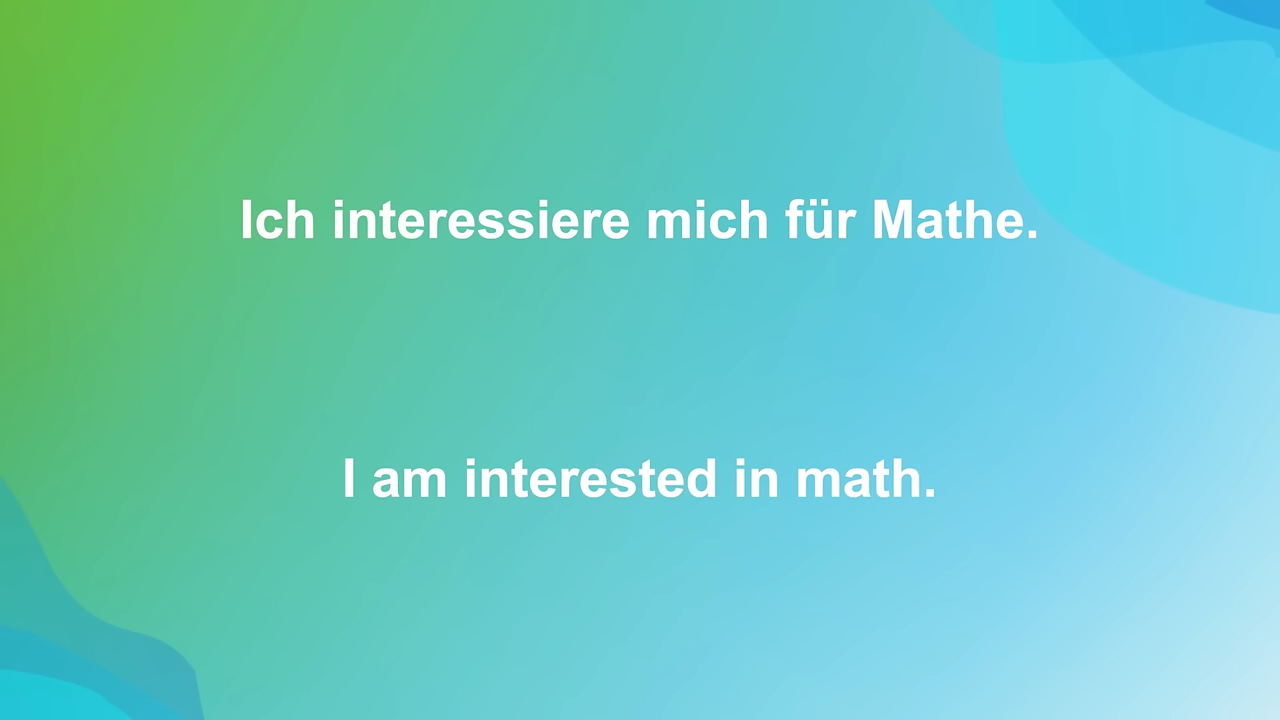 Ich interessiere mich für Mathe.
I am interested in math.